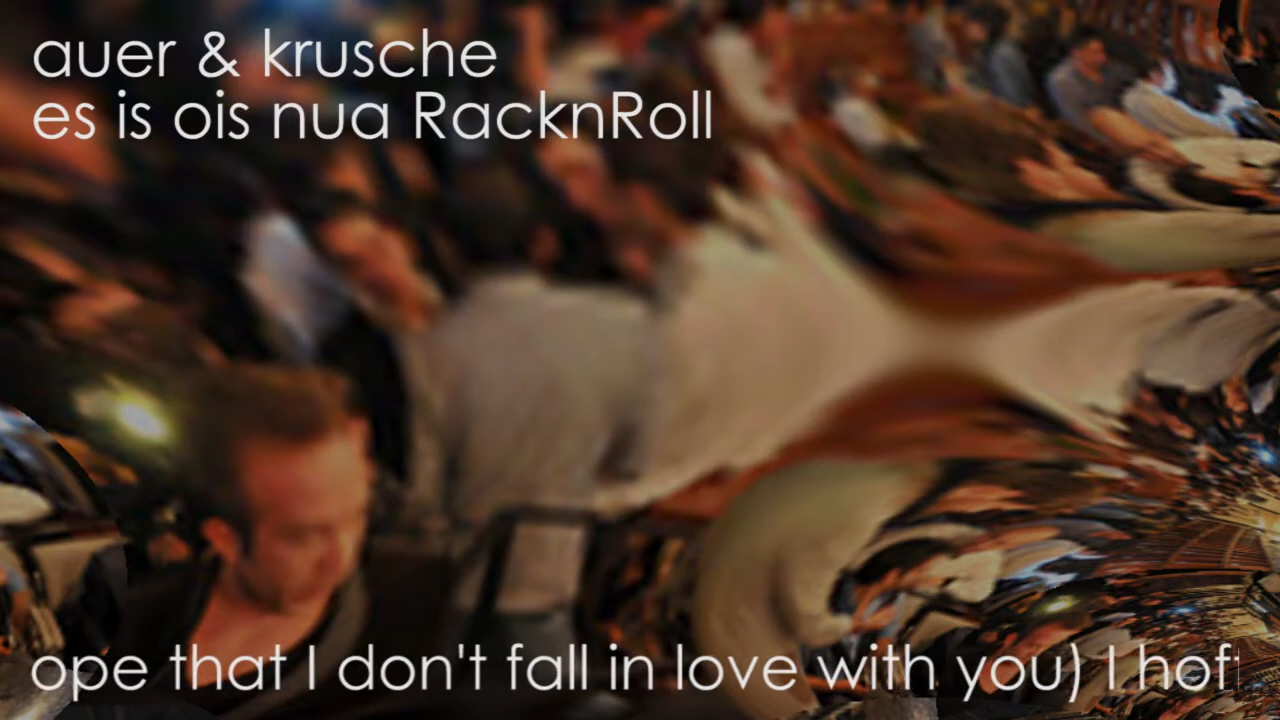 auer & krusche
es is ois nua RacknRoll
ope that I don't fall in love with you) I hof